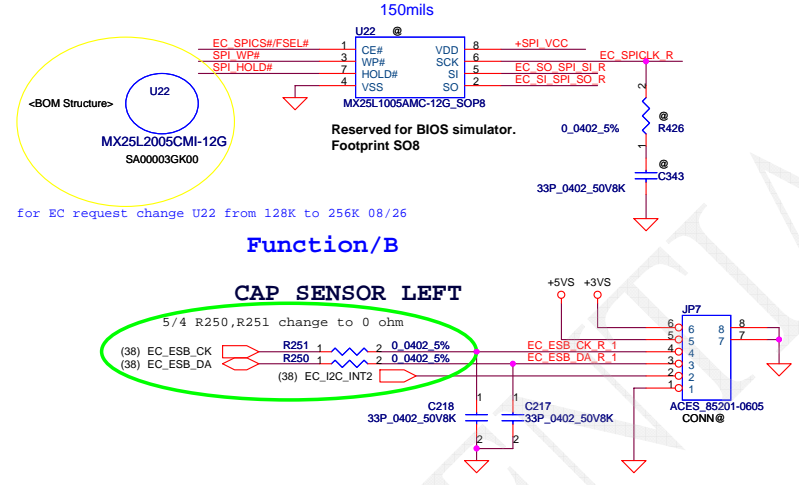 150mils
U22 @
EC_SPICS#/FSEL# 1 CE# VDD 8 +SPI_VCC
SPI_WP# 3 WP# SCK 6 EC_SPICLK_R
SPI_HOLD# 7 HOLD# SI 5 EC_SO_SPI_SI_R
4 VSS SO 2 EC_SI_SPI_SO_R
MX25L1005AMC-12G_SOP8
U22
<BOM Structure>
MX25L2005CMI-12G
SA00003GK00
Reserved for BIOS simulator.
Footprint SO8
2
@
0_0402_5% R426
1
@
C343
33P_0402_50V8K
for EC request change U22 from 128K to 256K 08/26
Function/B
CAP SENSOR LEFT
5/4 R250,R251 change to 0 ohm
+5VS +3VS
JP7
(38) EC_ESB_CK R251 1 2 0_0402_5% EC_ESB_CK_R_1
(38) EC_ESB_DA R250 1 2 0_0402_5% EC_ESB_DA_R_1
(38) EC_I2C_INT2
6 6 8 8
5 5 7 7
4 4
3 3
2 2
1 1
ACES_85201-0605
CONN@
1 1
C218 C217
33P_0402_50V8K 33P_0402_50V8K
2 2